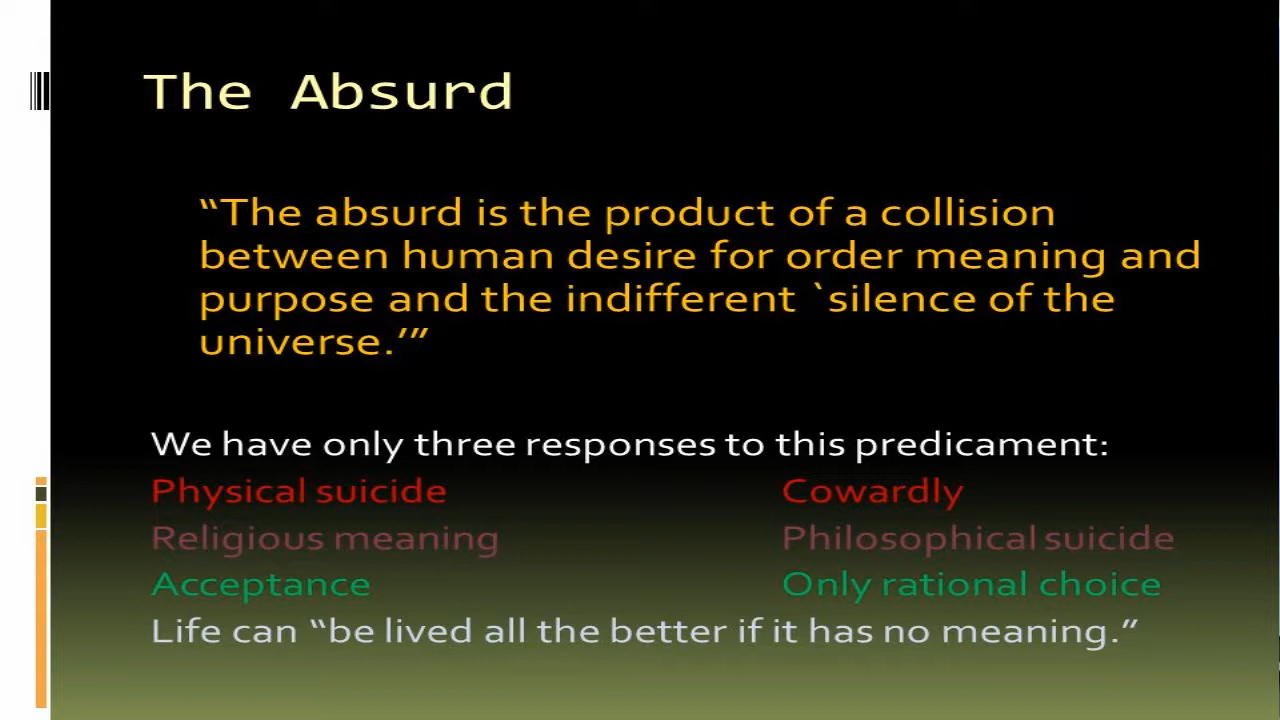 The Absurd
“The absurd is the product of a collision
between human desire for order meaning and
purpose and the indifferent `silence of the
universe.’”
We have only three responses to this predicament:
Physical suicide Cowardly
Religious meaning Philosophical suicide
Acceptance Only rational choice
Life can “be lived all the better if it has no meaning.”